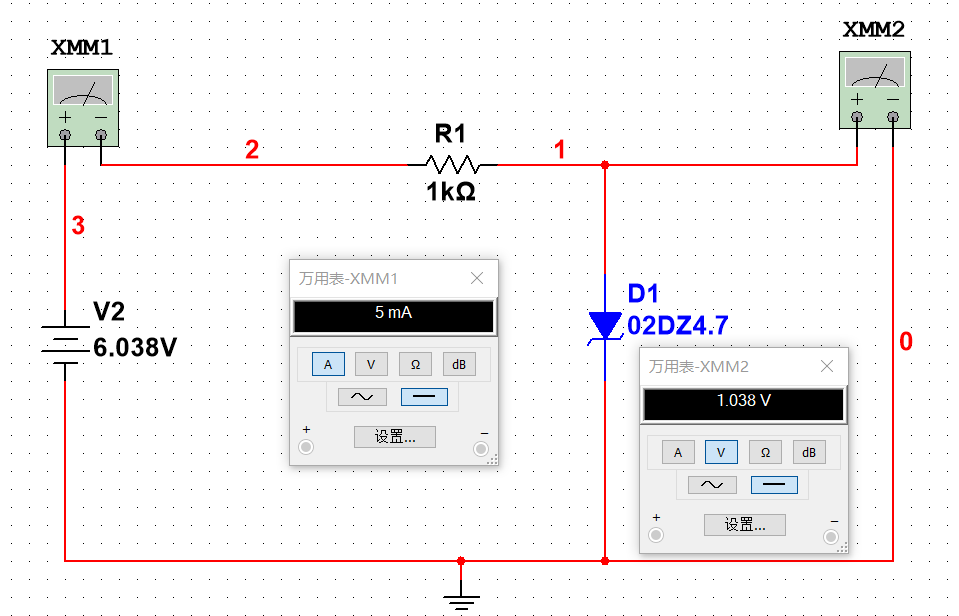 XMM1
XMM2
+ −
+ −
2
R1
1
1kΩ
3
V2
6.038V
D1
02DZ4.7
0
万用表-XMM1
5 mA
A V Ω dB
+ −
设置...
万用表-XMM2
1.038 V
A V Ω dB
+ −
设置...